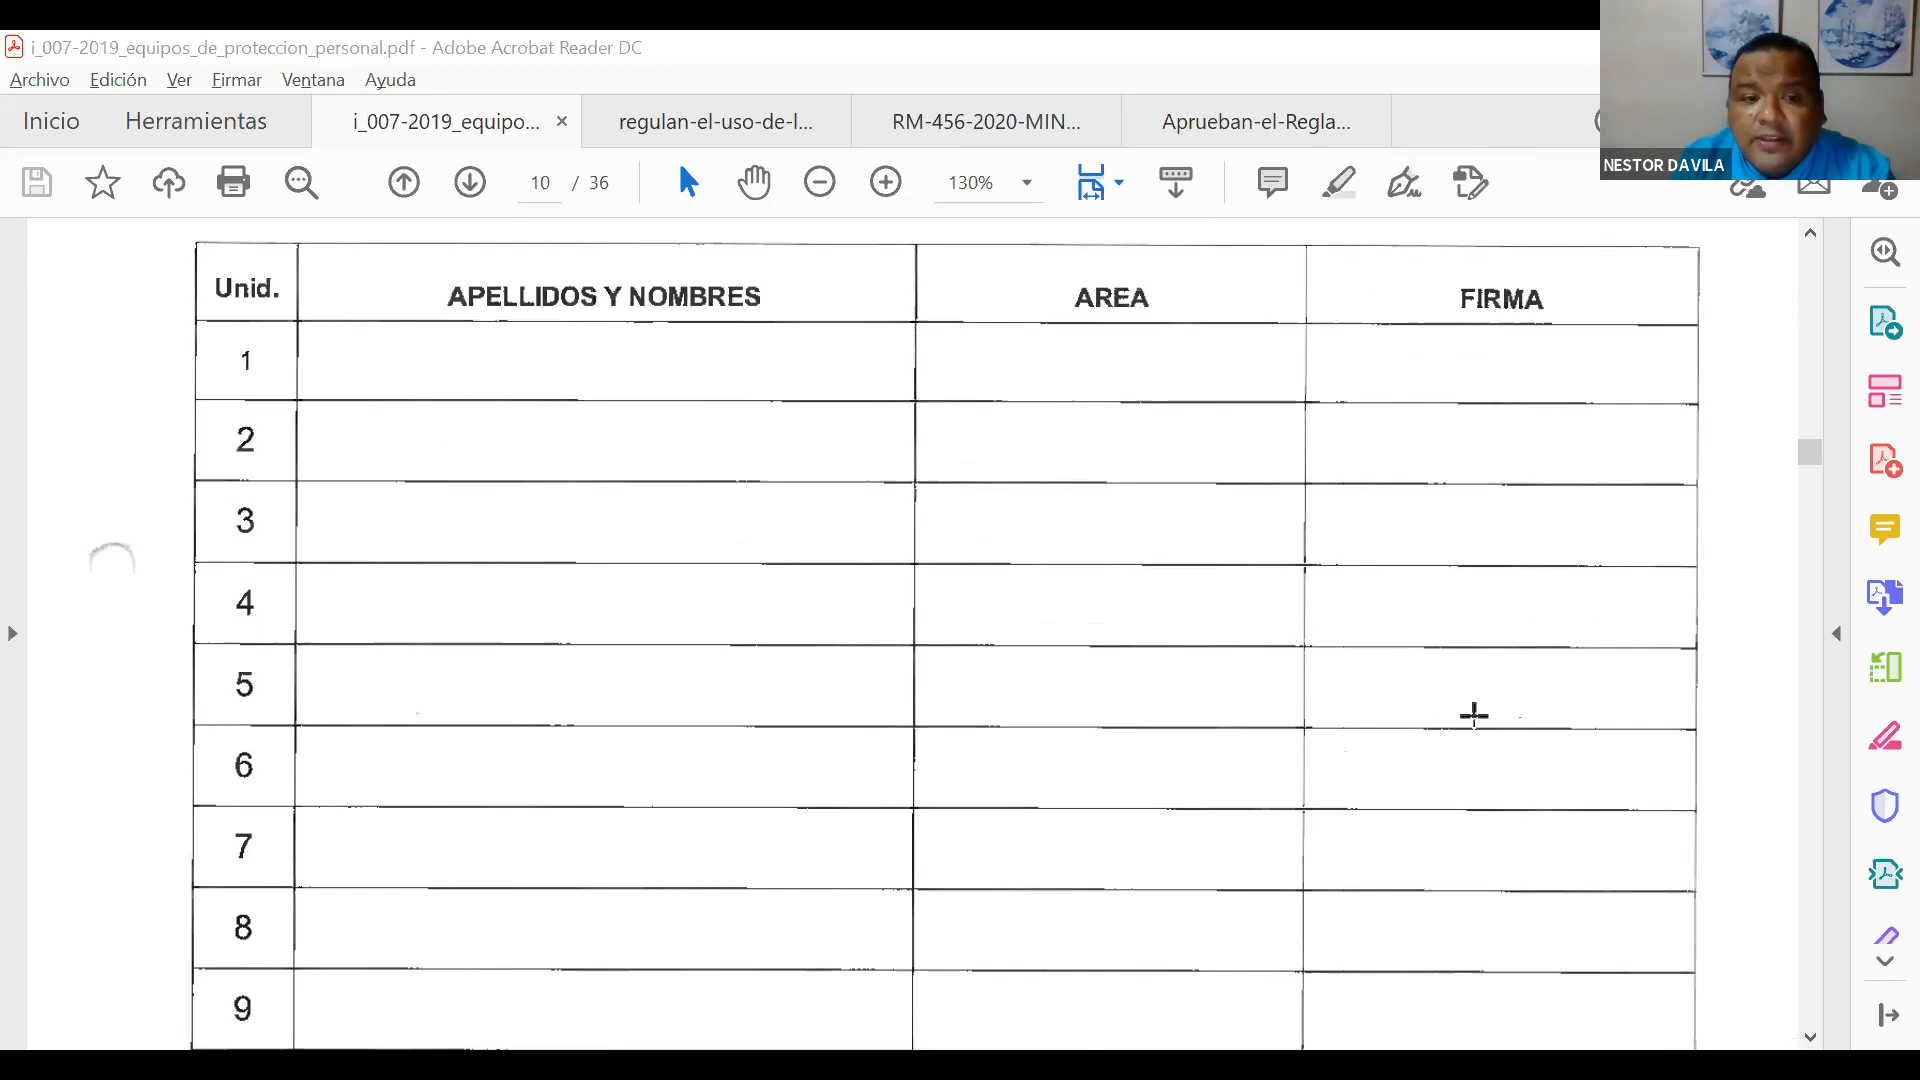 i_007-2019_equipos_de_proteccion_personal.pdf - Adobe Acrobat Reader DC
Archivo Edición Ver Firmar Ventana Ayuda
Inicio Herramientas i_007-2019_equipo... × regulan-el-uso-de-l... RM-456-2020-MIN... Aprueban-el-Regla...
NESTOR DAVILA
10 / 36 130%
Unid. APELLIDOS Y NOMBRES AREA FIRMA
1
2
3
4
5
6
7
8
9